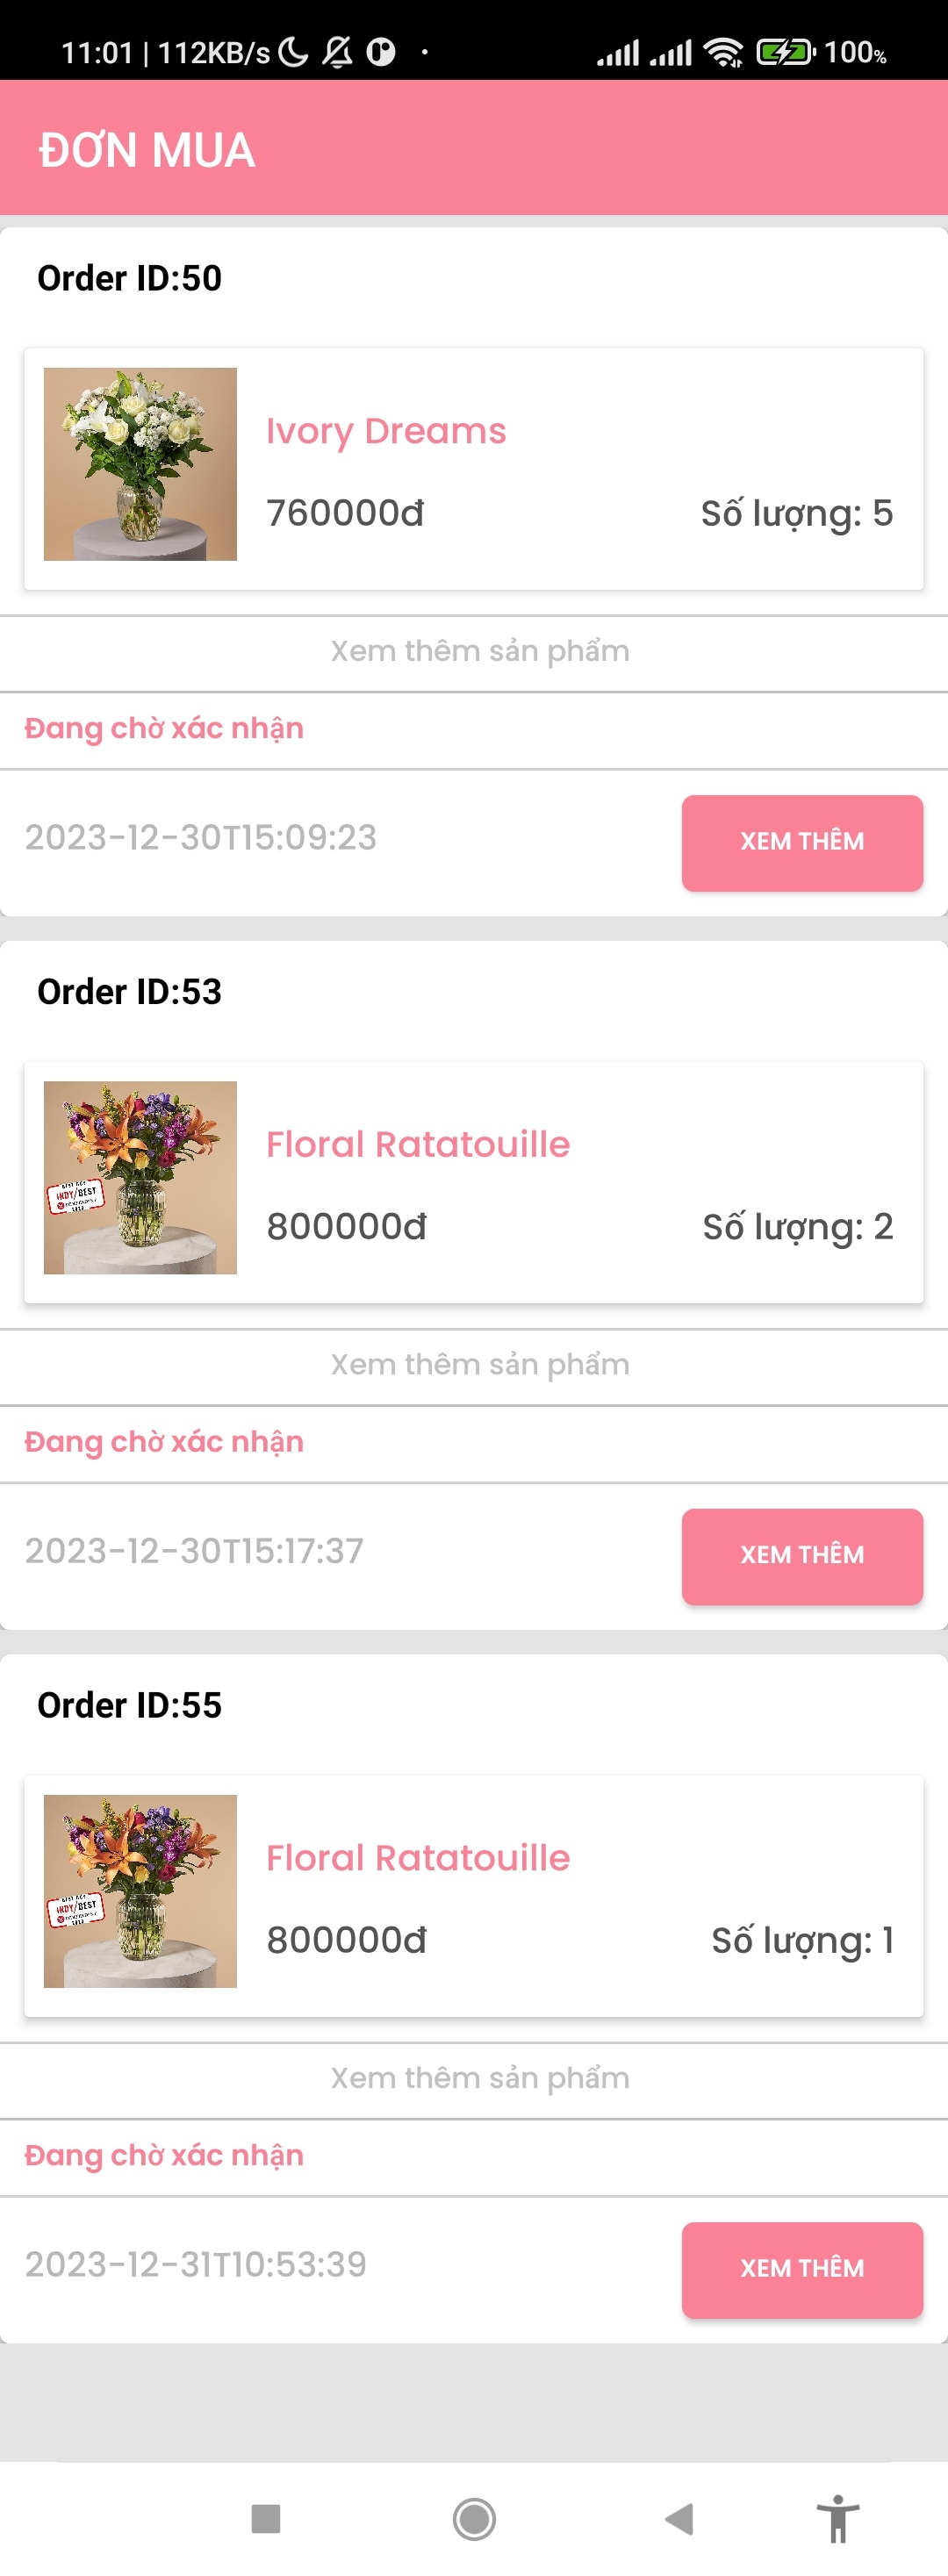 11:01 | 112KB/s
100%
ĐƠN MUA
Order ID:50
Ivory Dreams
760000đ
Số lượng: 5
Xem thêm sản phẩm
Đang chờ xác nhận
2023-12-30T15:09:23
XEM THÊM
Order ID:53
INDY/BEST
Floral Ratatouille
800000đ
Số lượng: 2
Xem thêm sản phẩm
Đang chờ xác nhận
2023-12-30T15:17:37
XEM THÊM
Order ID:55
INDY/BEST
Floral Ratatouille
800000đ
Số lượng: 1
Xem thêm sản phẩm
Đang chờ xác nhận
2023-12-31T10:53:39
XEM THÊM